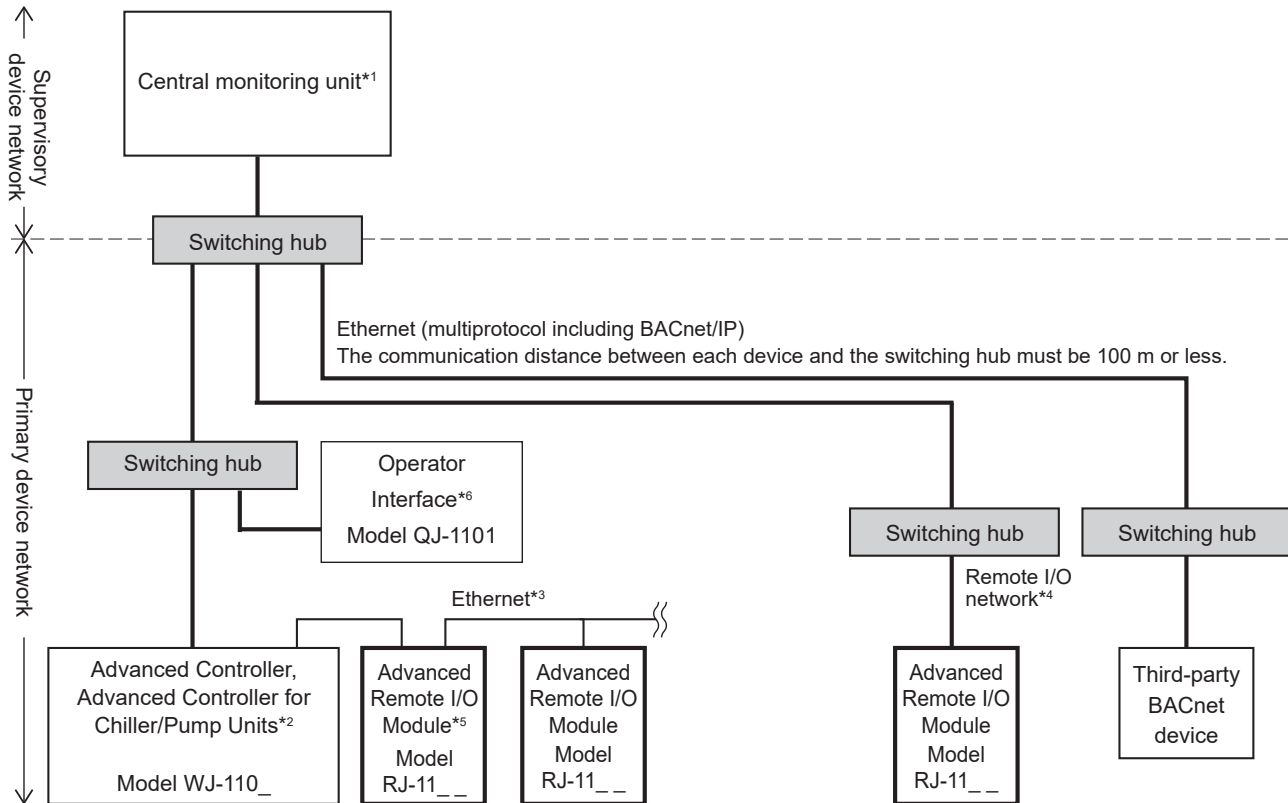 Supervisory
device network
Central monitoring unit*1
Switching hub
Ethernet (multiprotocol including BACnet/IP)
The communication distance between each device and the switching hub must be 100 m or less.
Primary device network
Switching hub
Operator
Interface*6
Model QJ-1101
Switching hub
Switching hub
Remote I/O
network*4
Ethernet*3
Advanced Controller,
Advanced Controller for
Chiller/Pump Units*2
Model WJ-110_
Advanced
Remote I/O
Module*5
Model
RJ-11_ _
Advanced
Remote I/O
Module
Model
RJ-11_ _
Advanced
Remote I/O
Module
Model
RJ-11_ _
Third-party
BACnet
device